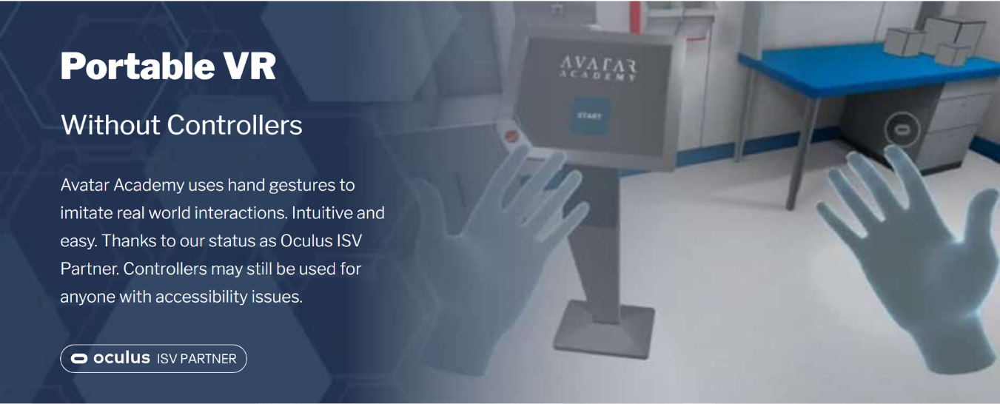 Portable VR
Without Controllers
Avatar Academy uses hand gestures to
imitate real world interactions. Intuitive and
easy. Thanks to our status as Oculus ISV
Partner. Controllers may still be used for
anyone with accessibility issues.
oculus ISV PARTNER
AVATAR
ACADEMY
START